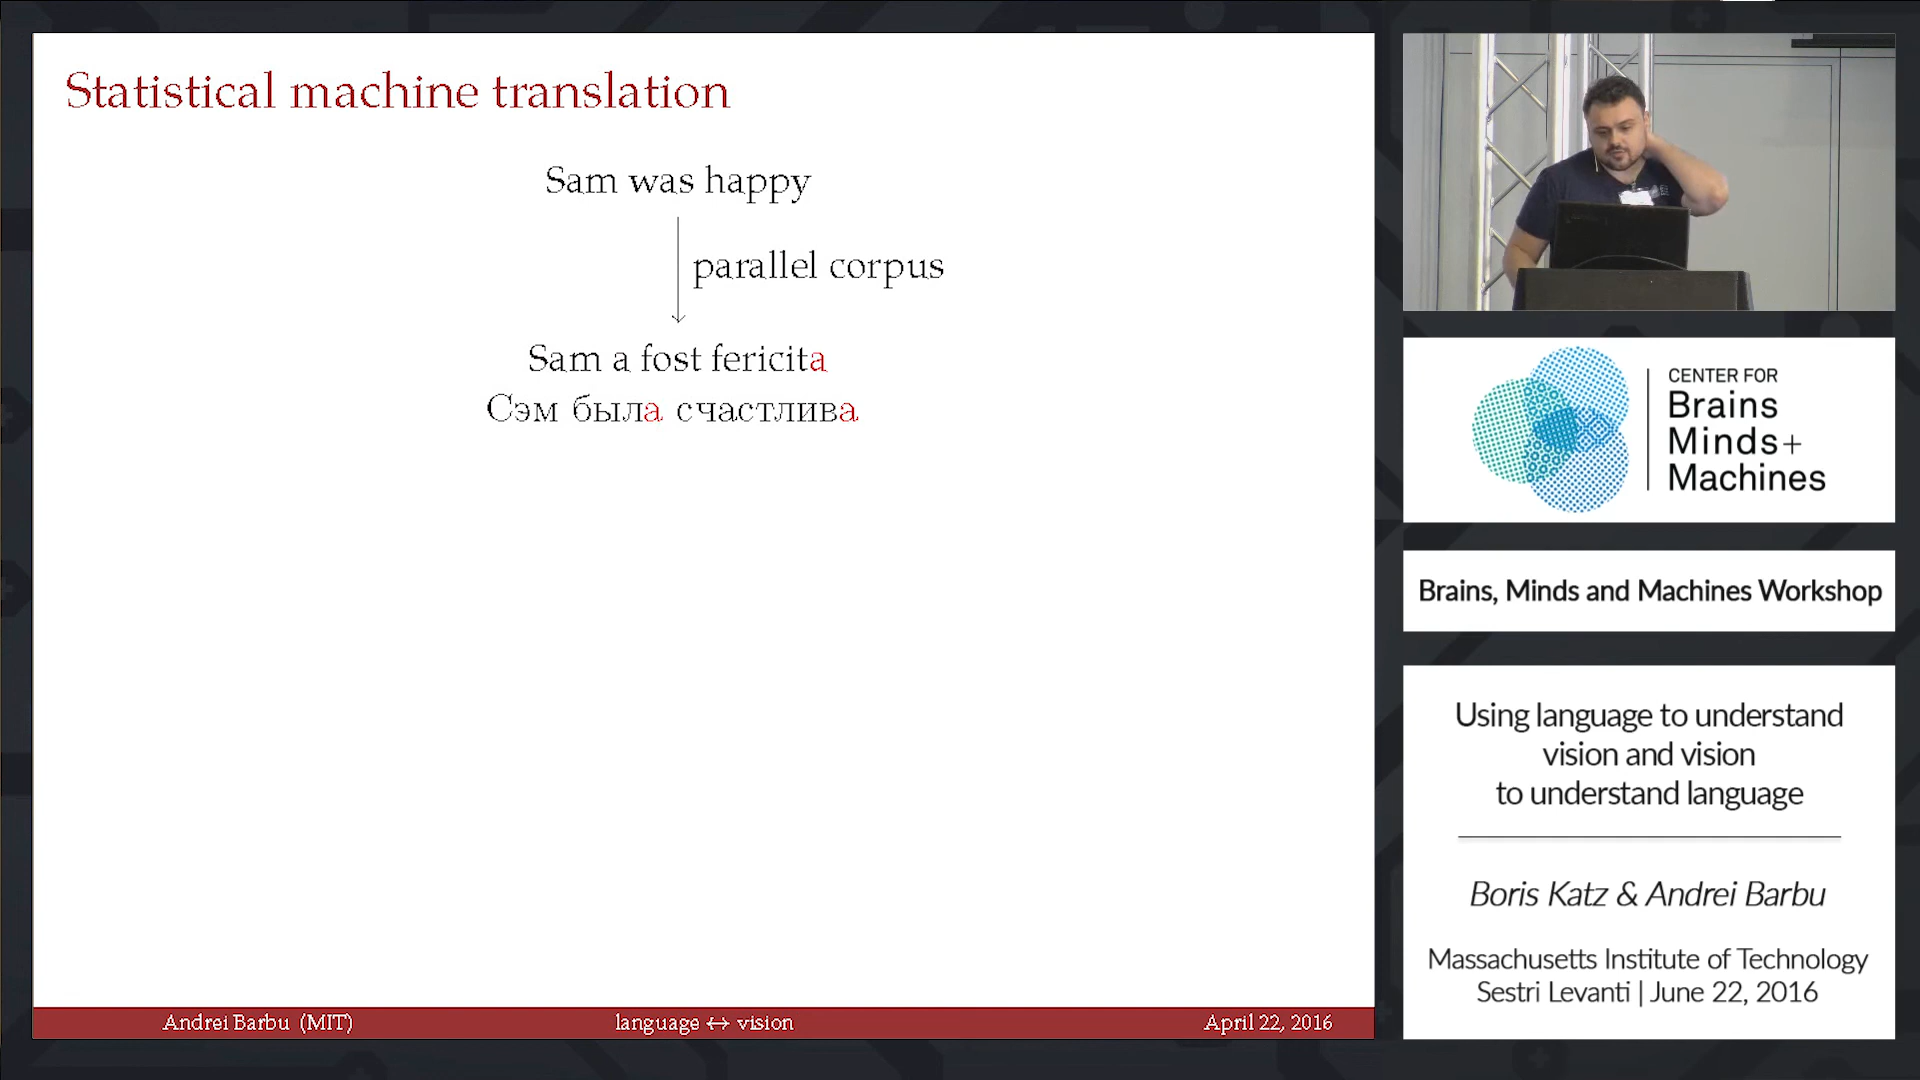 Statistical machine translation
Sam was happy
parallel corpus
Sam a fost fericita
Сэм была счастлива
Andrei Barbu (MIT)
language ↔ vision
April 22, 2016
CENTER FOR
Brains
Minds+
Machines
Brains, Minds and Machines Workshop
Using language to understand
vision and vision
to understand language
Boris Katz & Andrei Barbu
Massachusetts Institute of Technology
Sestri Levanti | June 22, 2016